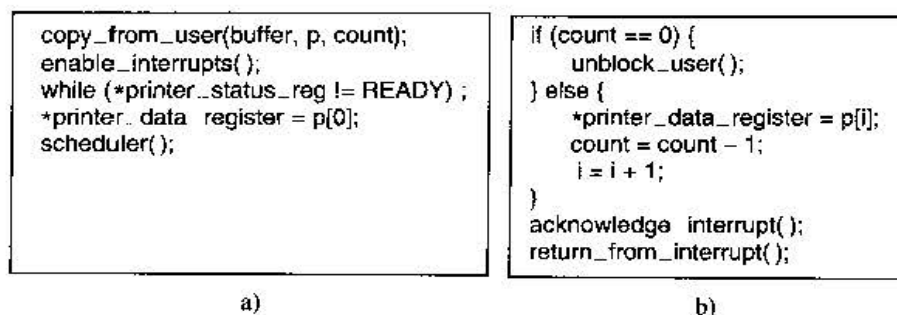 copy_from_user(buffer, p, count);
enable_interrupts();
while (*printer_status_reg != READY) ;
*printer_data register = p[0];
scheduler();
a)
if (count == 0) {
unblock_user();
} else {
*printer_data_register = p[i];
count = count – 1;
i = i + 1;
}
acknowledge interrupt();
return_from_interrupt();
b)